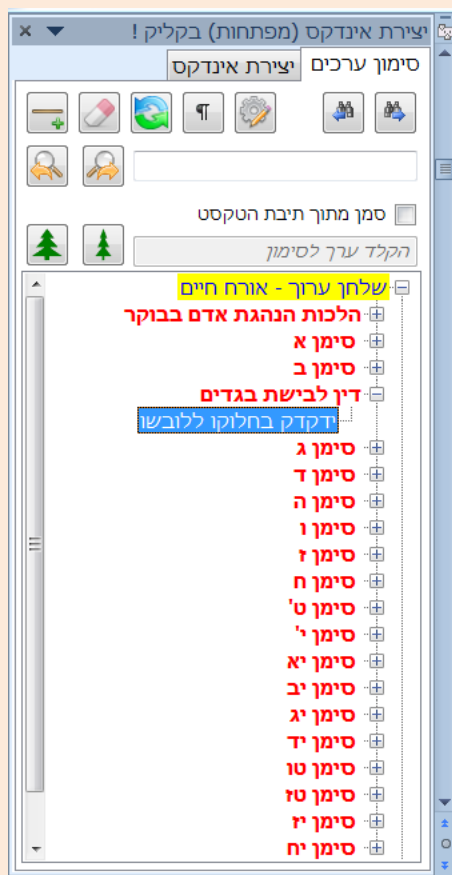 יצירת אינדקס (מפתחות) בקליק !
סימון ערכים יצירת אינדקס
סמן מתוך תיבת הטקסט
הקלד ערך לסימון
שלחן ערוך - אורח חיים
הלכות הנהגת אדם בבוקר
סימן א
סימן ב
דין לבישת בגדים
ידקדק בחלוקו ללובשו
סימן ג
סימן ד
סימן ה
סימן ו
סימן ז
סימן ח
סימן ט'
סימן י'
סימן יא
סימן יב
סימן יג
סימן יד
סימן טו
סימן טז
סימן יז
סימן יח